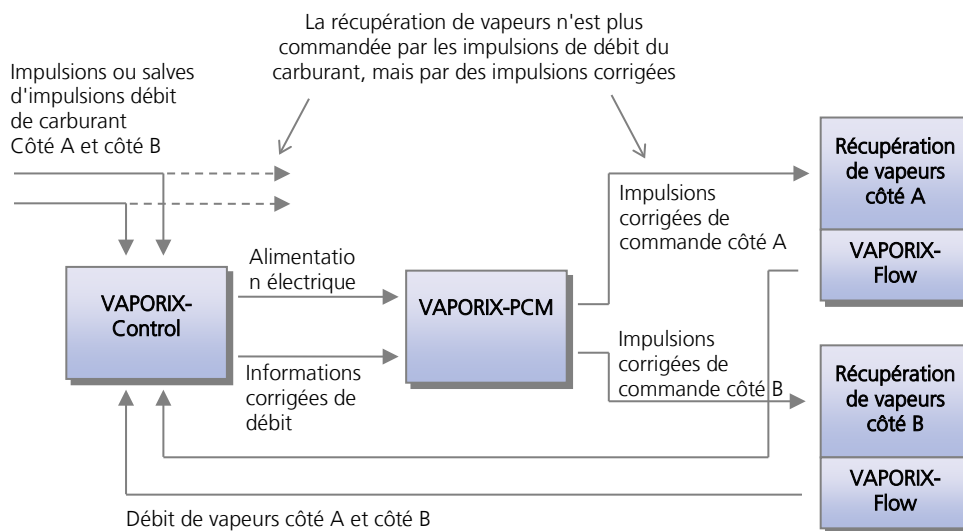 La récupération de vapeurs n'est plus
commandée par les impulsions de débit du
carburant, mais par des impulsions corrigées
Impulsions ou salves
d'impulsions débit
de carburant
Côté A et côté B
Récupération
de vapeurs
côté A
VAPORIX-
Flow
Impulsions
corrigées de
commande côté A
Alimentatio
n électrique
VAPORIX-
Control
VAPORIX-PCM
Informations
corrigées de
débit
Impulsions
corrigées de
commande côté B
Récupération
de vapeurs
côté B
VAPORIX-
Flow
Débit de vapeurs côté A et côté B